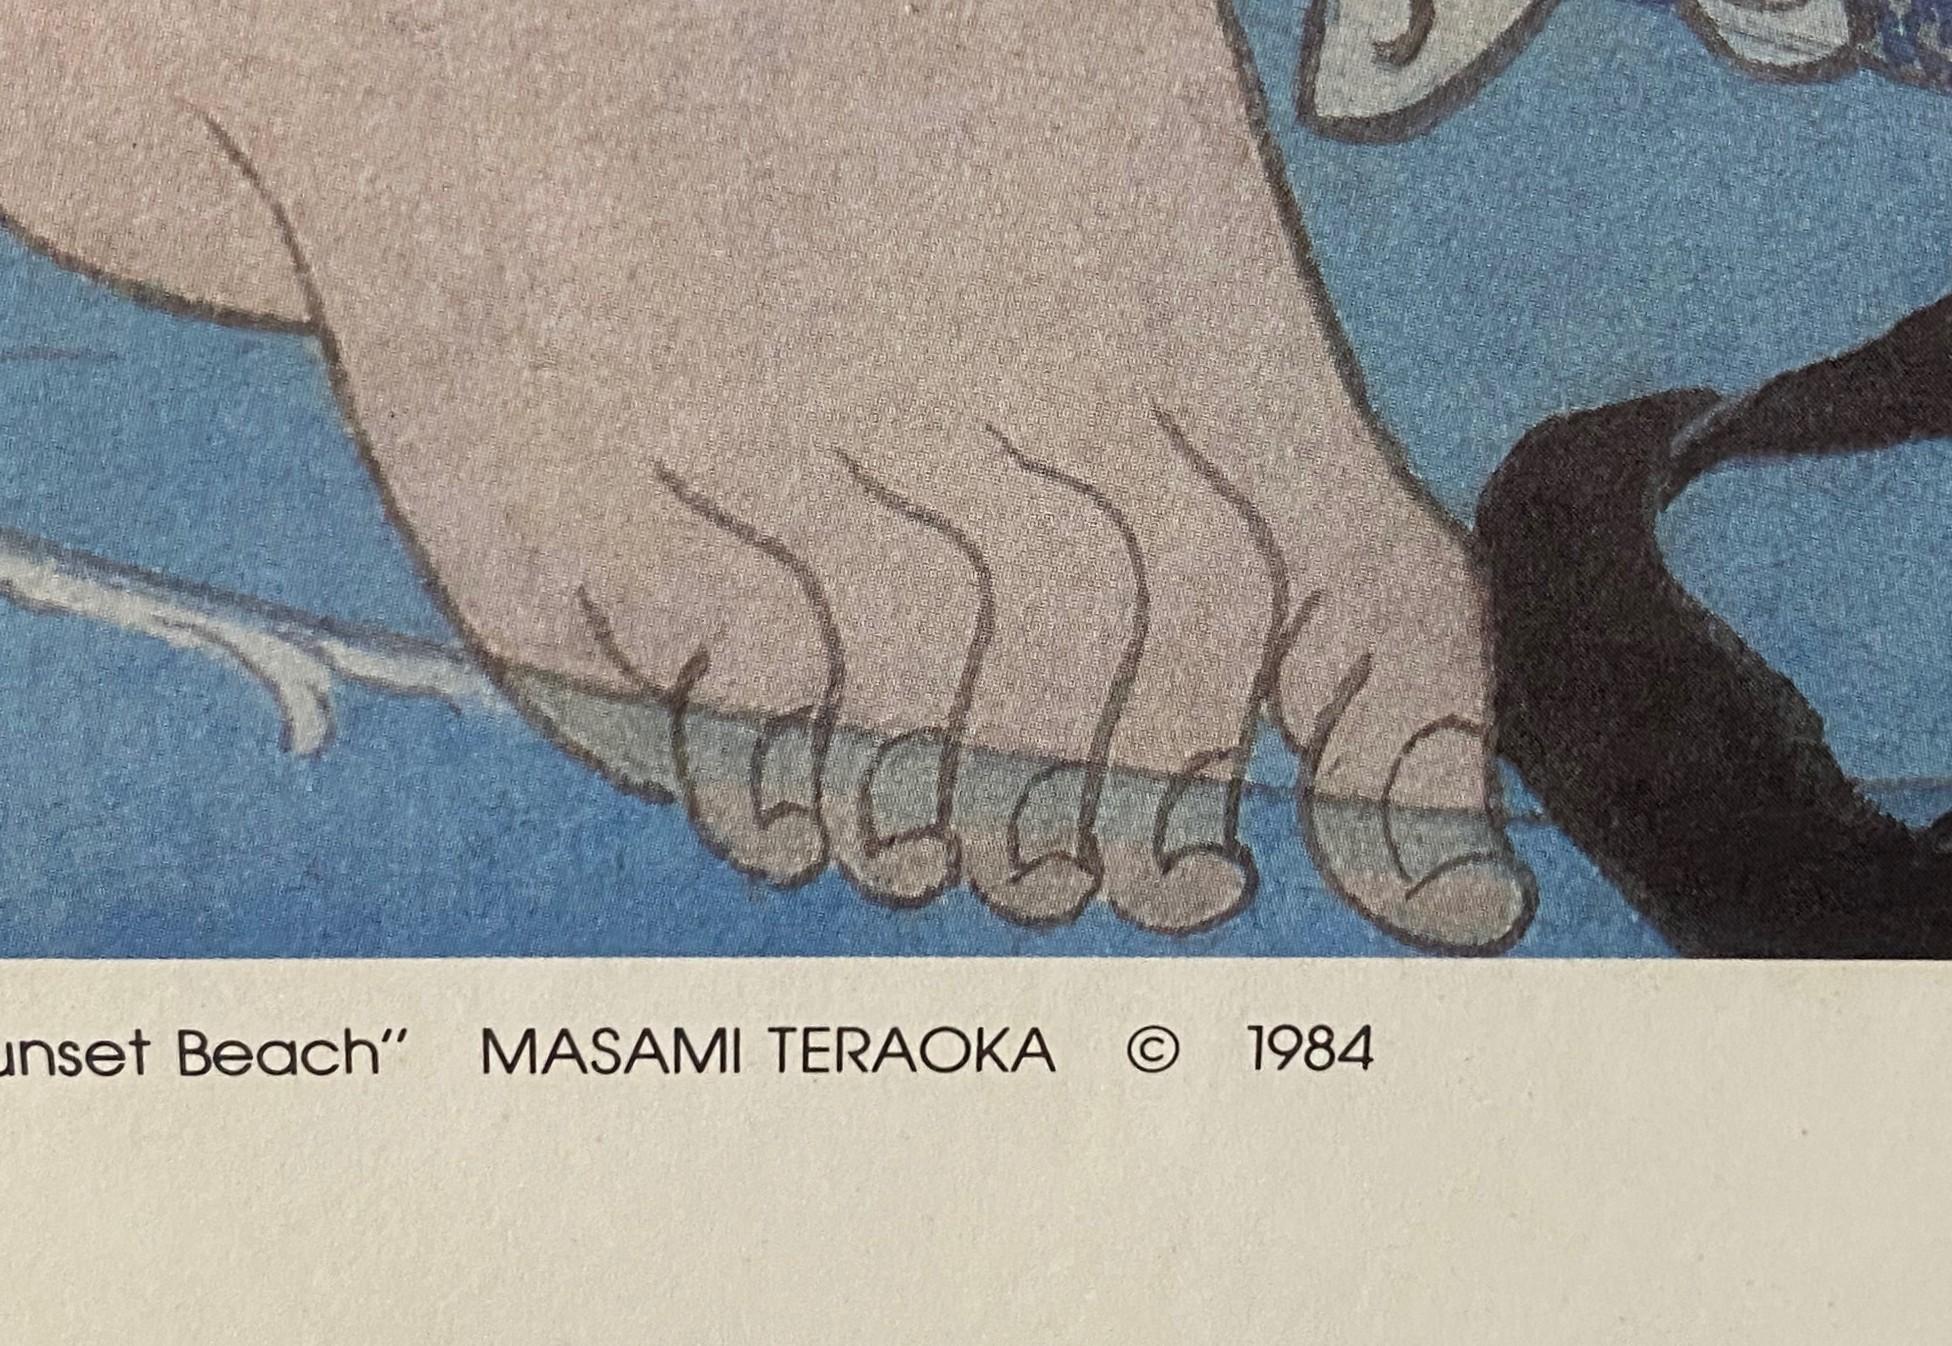 unset Beach” MASAMI TERAOKA © 1984